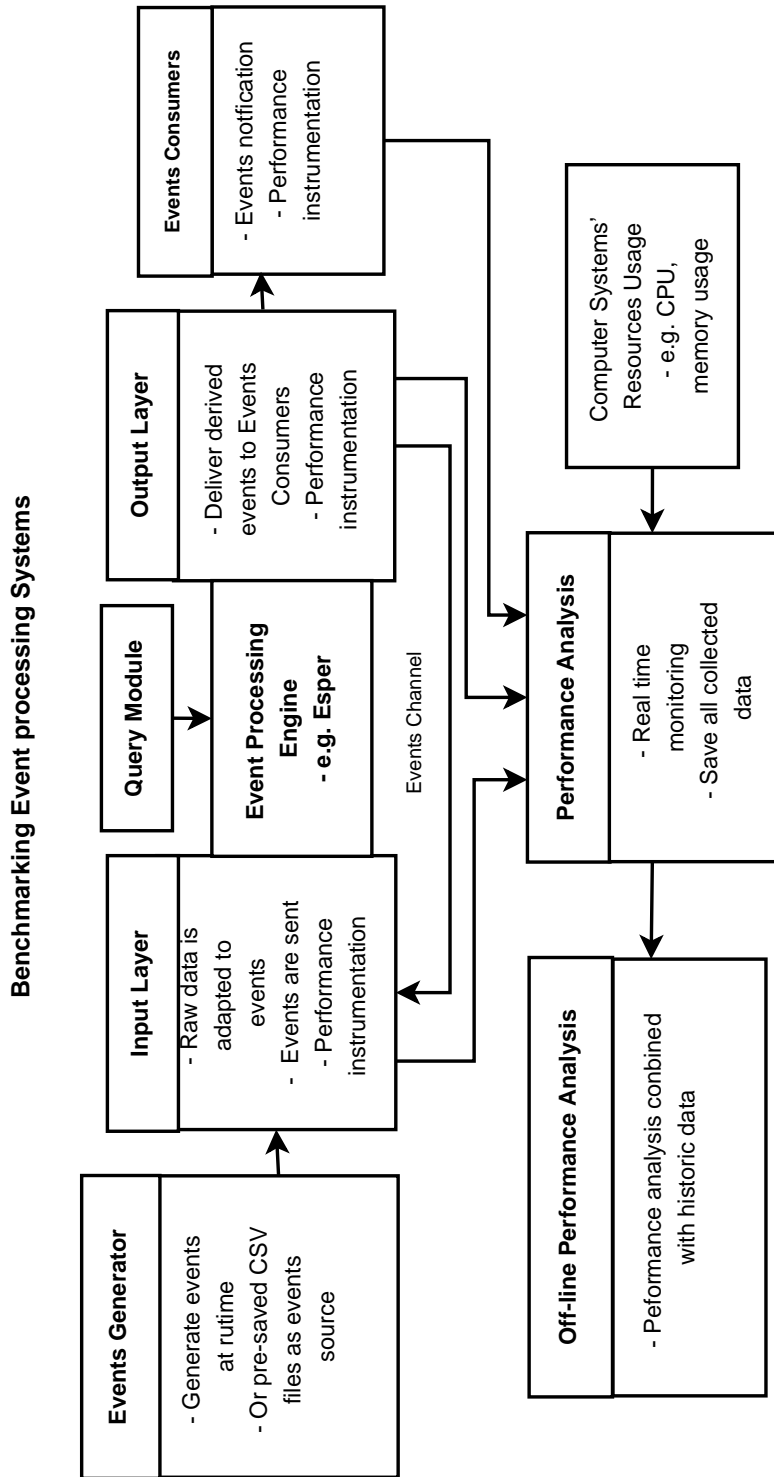 Benchmarking Event processing Systems
Events Generator
- Generate events
at rutime
- Or pre-saved CSV
files as events
source
Input Layer
- Raw data is
adapted to
events
- Events are sent
- Performance
instrumentation
Query Module
Event Processing
Engine
- e.g. Esper
Events Channel
Output Layer
- Deliver derived
events to Events
Consumers
- Performance
instrumentation
Events Consumers
- Events notfication
- Performance
instrumentation
Off-line Performance Analysis
- Peformance analysis conbined
with historic data
Performance Analysis
- Real time
monitoring
- Save all collected
data
Computer Systems’
Resources Usage
- e.g. CPU,
memory usage